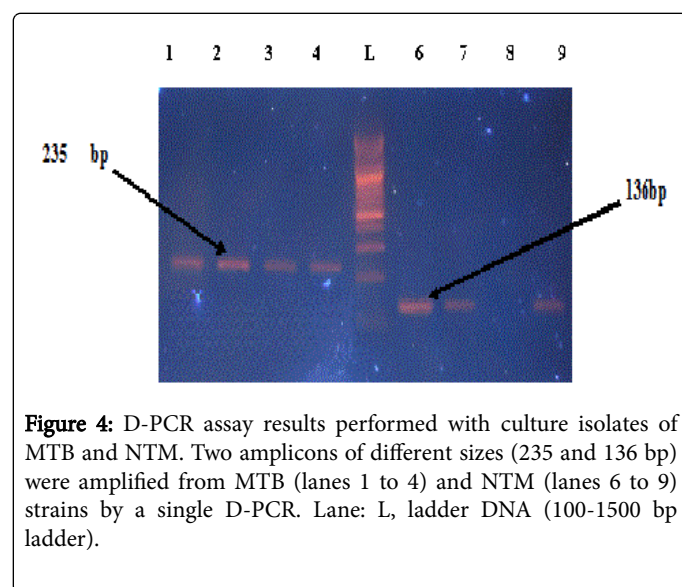 1 2 3 4 L 6 7 8 9
235 bp
136bp
Figure 4: D-PCR assay results performed with culture isolates of
MTB and NTM. Two amplicons of different sizes (235 and 136 bp)
were amplified from MTB (lanes 1 to 4) and NTM (lanes 6 to 9)
strains by a single D-PCR. Lane: L, ladder DNA (100-1500 bp
ladder).